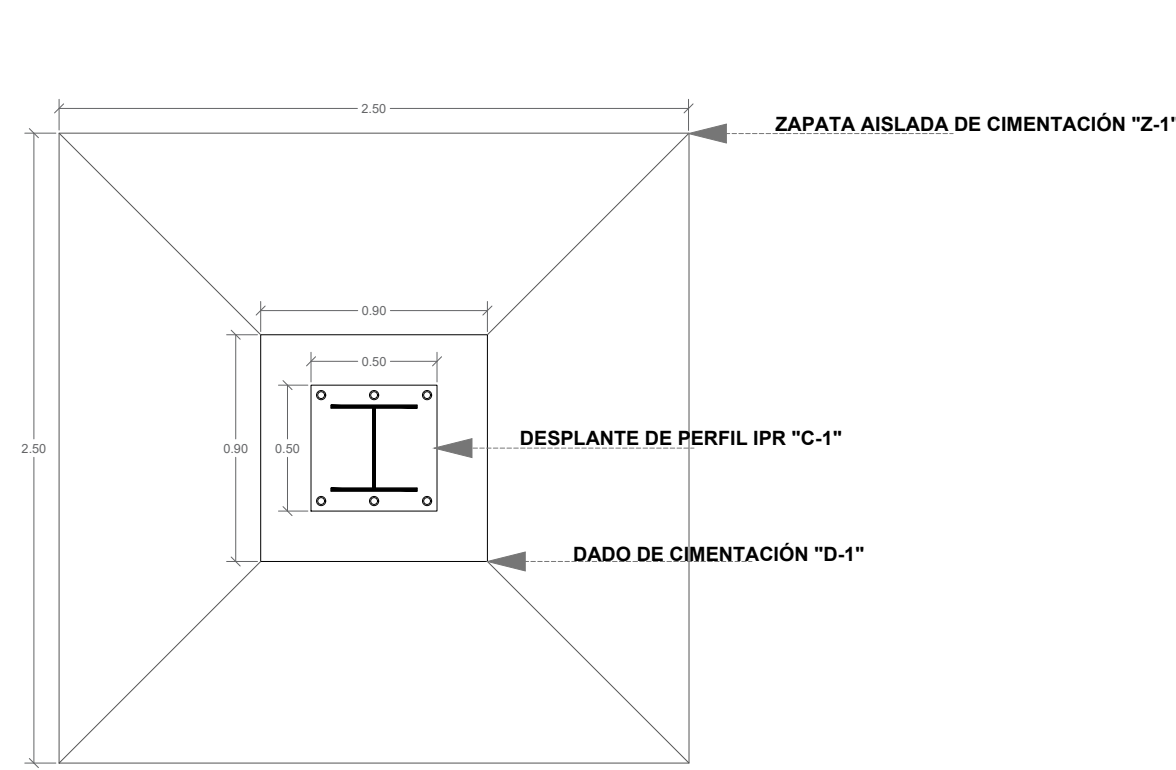 2.50
ZAPATA AISLADA DE CIMENTACIÓN "Z-1"
0.90
0.50
DESPLANTE DE PERFIL IPR "C-1"
2.50
0.90
0.50
DADO DE CIMENTACIÓN "D-1"